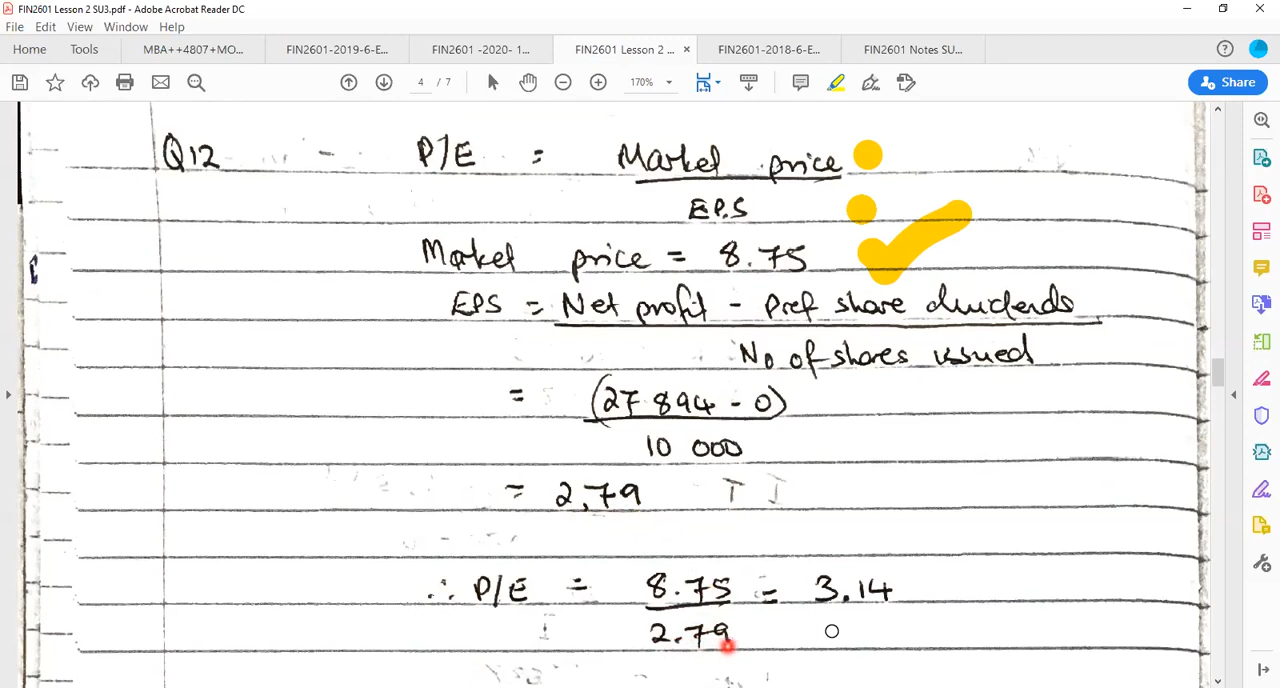 FIN2601 Lesson 2 SU3.pdf - Adobe Acrobat Reader DC
File Edit View Window Help
Home Tools MBA++4807+MO... FIN2601-2019-6-E... FIN2601 -2020- 1... FIN2601 Lesson 2 ... × FIN2601-2018-6-E... FIN2601 Notes SU...
4 / 7 170% Share
Q12 - P/E = Market price
EPS
Market price = 8.75
EPS = Net profit - Pref share dividends
No of shares issued
= (27 894 - 0)
10 000
= 2,79
∴ P/E = 8.75 = 3.14
2.79